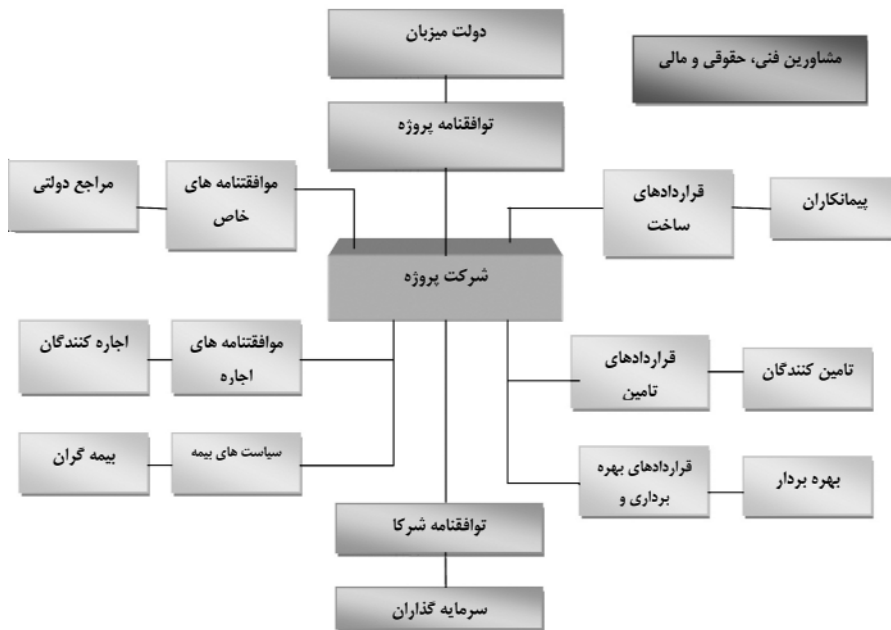 دولت میزبان
مشاورین فنی، حقوقی و مالی
توافقنامه پروژه
پیمانکاران
قراردادهای
ساخت
موافقتنامه های
خاص
مراجع دولتی
شرکت پروژه
تامین کنندگان
قراردادهای
تامین
موافقتنامه های
اجاره
اجاره کنندگان
بهره بردار
قراردادهای بهره
برداری و
سیاست های بیمه
بیمه گران
توافقنامه شرکا
سرمایه گذاران